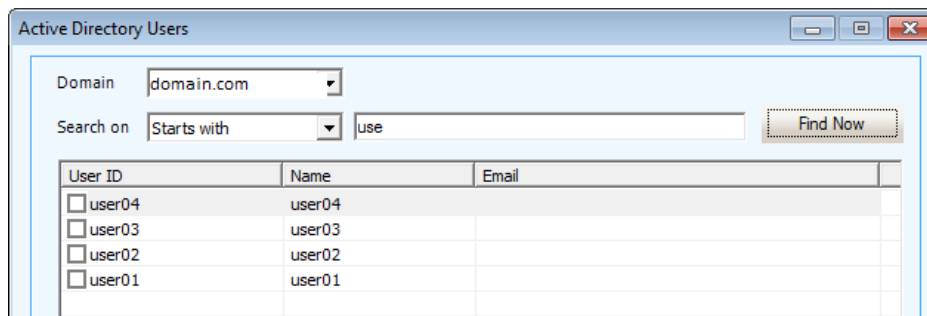 Active Directory Users
Domain domain.com
Search on Starts with use Find Now
User ID Name Email
user04 user04
user03 user03
user02 user02
user01 user01